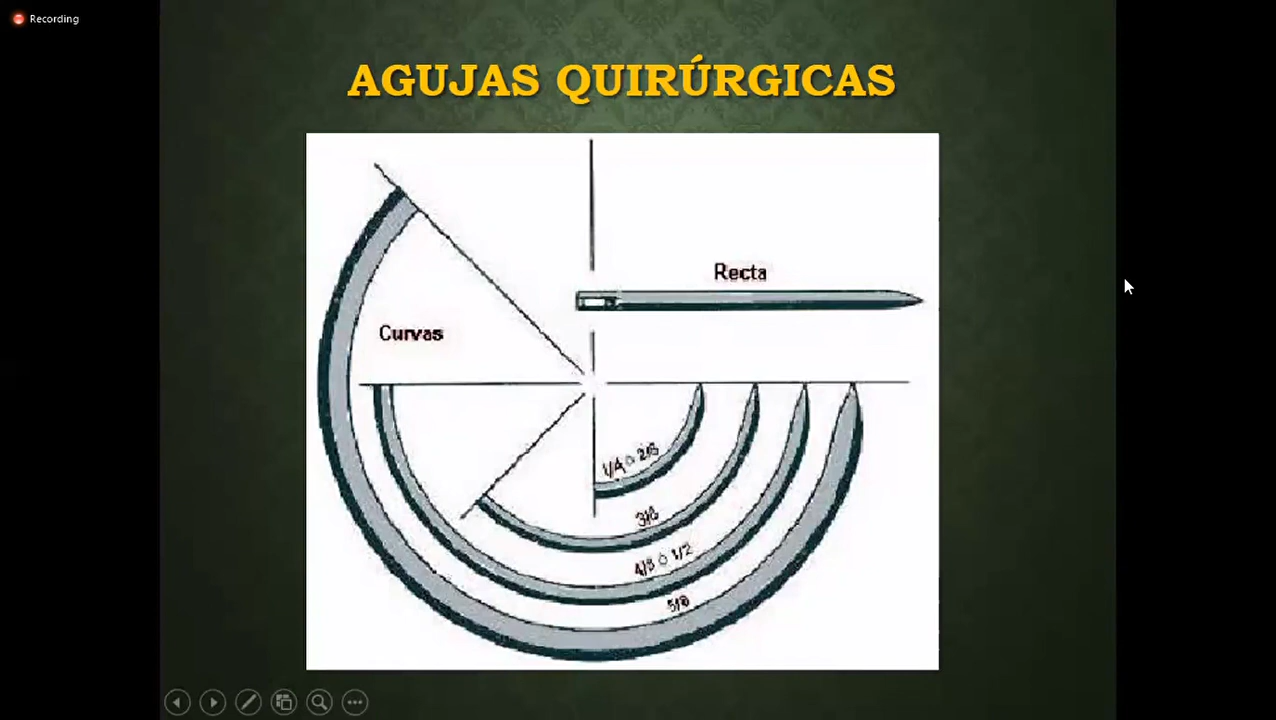 Recording
AGUJAS QUIRÚRGICAS
Recta
Curvas
1/4 ó 2/8
3/8
4/8 ó 1/2
5/8